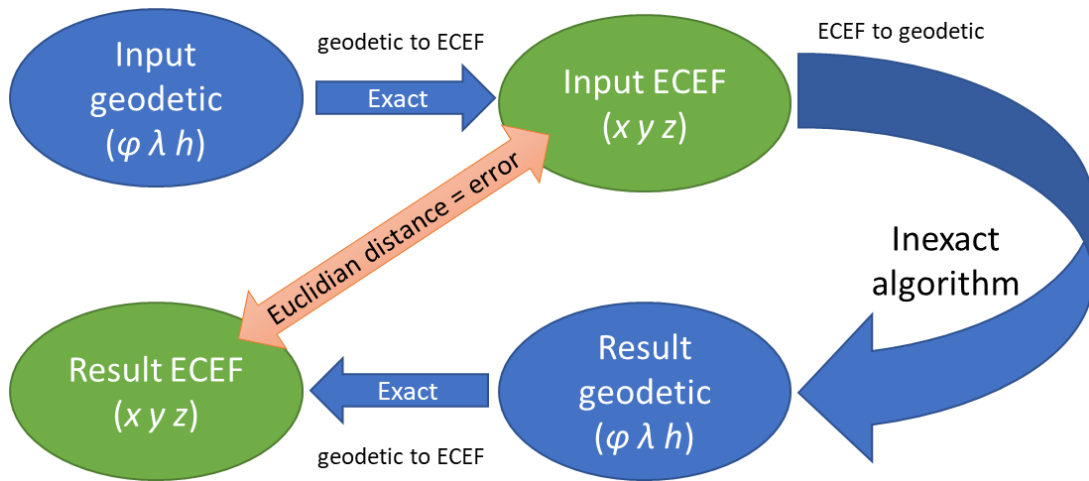 Input
geodetic
(φ λ h)
geodetic to ECEF
Exact
Input ECEF
(x y z)
ECEF to geodetic
Euclidian distance = error
Inexact
algorithm
Result ECEF
(x y z)
Exact
geodetic to ECEF
Result
geodetic
(φ λ h)